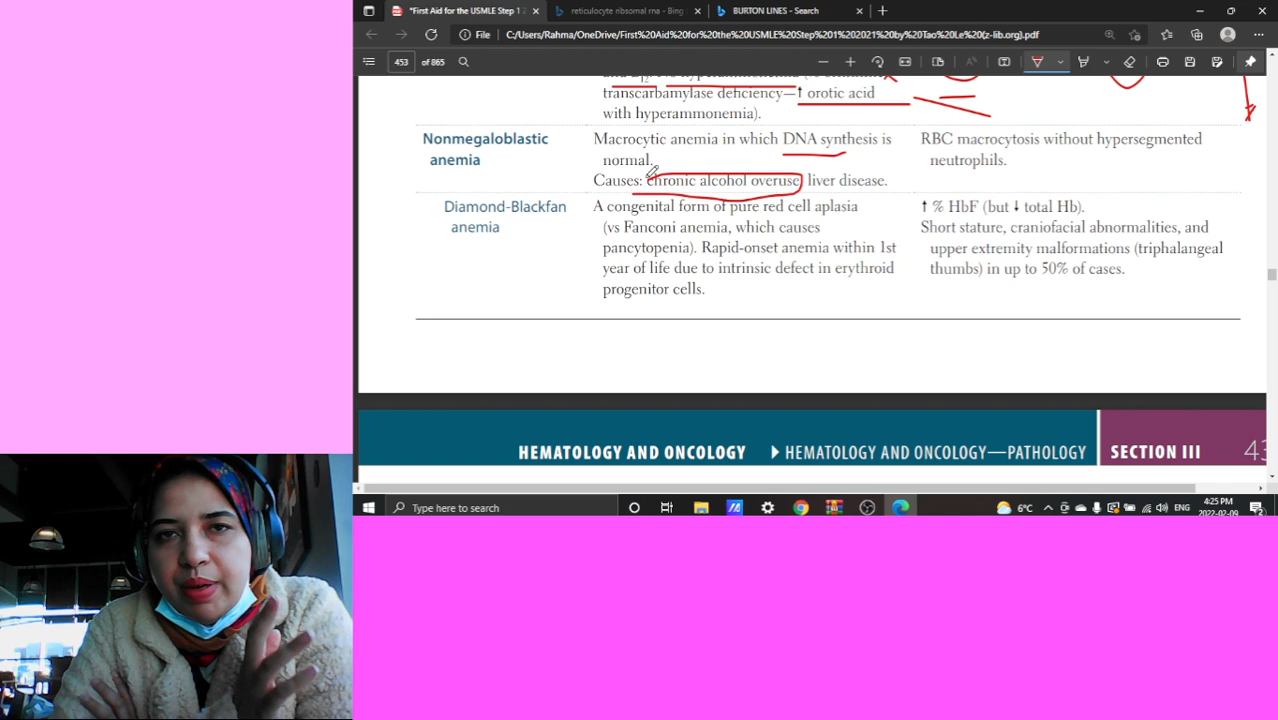 *First Aid for the USMLE Step 1 2
reticulocyte ribsomal rna - Bing
BURTON LINES - Search
File
C:/Users/Rahma/OneDrive/First%20Aid%20for%20the%20USMLE%20Step%201%202021%20by%20Tao%20Le%20(z-lib.org).pdf
453 of 865
transcarbamylase deficiency—↑ orotic acid
with hyperammonemia).
Nonmegaloblastic
anemia
Macrocytic anemia in which DNA synthesis is
normal.
Causes: chronic alcohol overuse, liver disease.
RBC macrocytosis without hypersegmented
neutrophils.
Diamond-Blackfan
anemia
A congenital form of pure red cell aplasia
(vs Fanconi anemia, which causes
pancytopenia). Rapid-onset anemia within 1st
year of life due to intrinsic defect in erythroid
progenitor cells.
↑ % HbF (but ↓ total Hb).
Short stature, craniofacial abnormalities, and
upper extremity malformations (triphalangeal
thumbs) in up to 50% of cases.
HEMATOLOGY AND ONCOLOGY ▶ HEMATOLOGY AND ONCOLOGY—PATHOLOGY
SECTION III
Type here to search
6°C
ENG
4:25 PM
2022-02-09